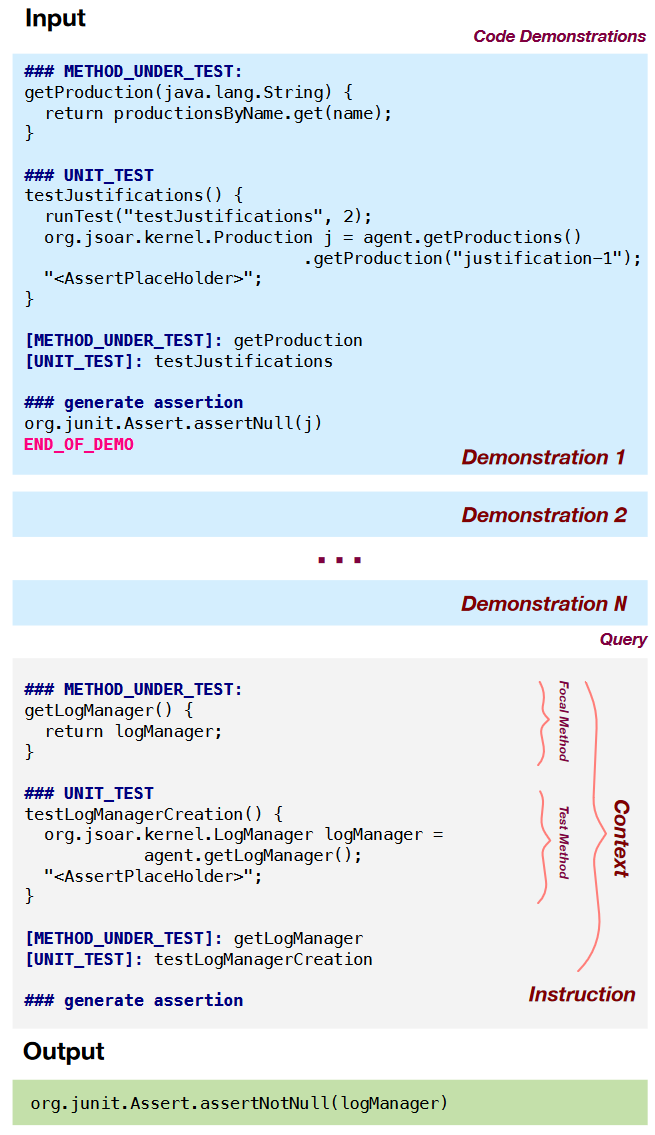 Input
Code Demonstrations
### METHOD_UNDER_TEST:
getProduction(java.lang.String) {
  return productionsByName.get(name);
}
### UNIT_TEST
testJustifications() {
  runTest("testJustifications", 2);
  org.jsoar.kernel.Production j = agent.getProductions()
                            .getProduction("justification-1");
  "<AssertPlaceHolder>";
}
[METHOD_UNDER_TEST]: getProduction
[UNIT_TEST]: testJustifications
### generate assertion
org.junit.Assert.assertNull(j)
END_OF_DEMO
Demonstration 1
Demonstration 2
...
Demonstration N
Query
### METHOD_UNDER_TEST:
getLogManager() {
  return logManager;
}
Focal Method
### UNIT_TEST
testLogManagerCreation() {
  org.jsoar.kernel.LogManager logManager =
            agent.getLogManager();
  "<AssertPlaceHolder>";
}
Test Method
Context
[METHOD_UNDER_TEST]: getLogManager
[UNIT_TEST]: testLogManagerCreation
### generate assertion
Instruction
Output
org.junit.Assert.assertNotNull(logManager)